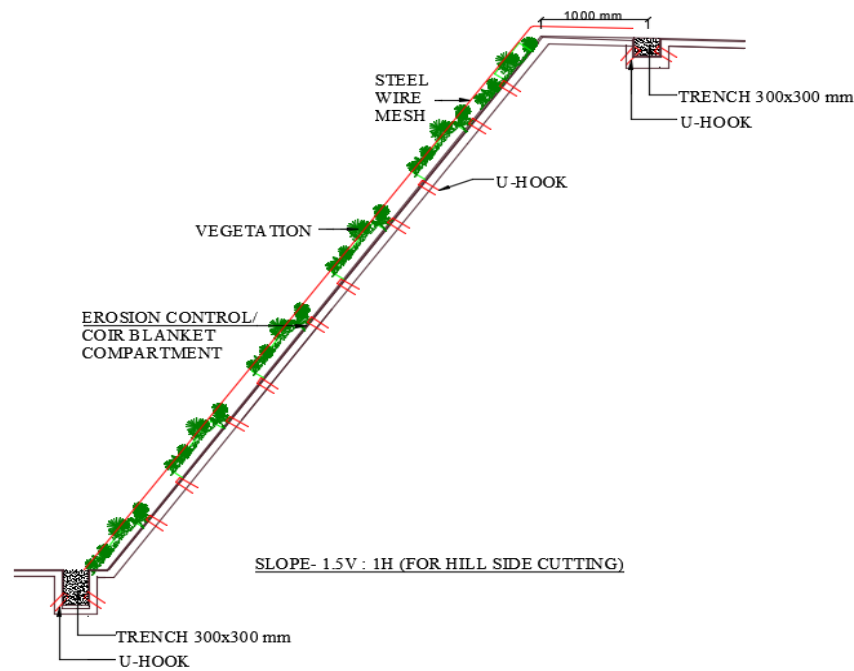 1000 mm
STEEL
WIRE
MESH
TRENCH 300x300 mm
U-HOOK
U-HOOK
VEGETATION
EROSION CONTROL/
COIR BLANKET
COMPARTMENT
SLOPE- 1.5V : 1H (FOR HILL SIDE CUTTING)
TRENCH 300x300 mm
U-HOOK